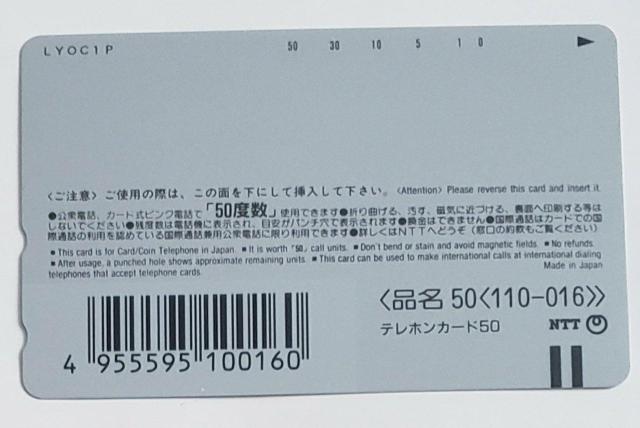 LYOC1P 50 30 10 5 1 0
〈ご注意〉ご使用の際は、この面を下にして挿入して下さい。〈Attention〉Please reverse this card and insert it.
●公衆電話、カード式ピンク電話で「50度数」使用できます●折り曲げる、汚す、磁気に近づける、裏面へ印刷する等は
しないでください●残度数は電話機に表示され、目安がパンチ穴で表示されます●換金はできません●国際通話はカードでの国
際通話の利用を認めている国際通話兼用公衆電話に限り利用できます●詳しくはNTTへどうぞ（窓口の約款もご覧ください）
■This card is for Card/Coin Telephone in Japan. ■It is worth「50」call units. ■Don't bend or stain and avoid magnetic fields. ■No refunds.
■After usage, a punched hole shows approximate remaining units. ■This card can be used to make international calls at international dialing
telephones that accept telephone cards. Made in Japan
〈品名 50〈110-016〉〉
テレホンカード50 NTT
4 955595 100160